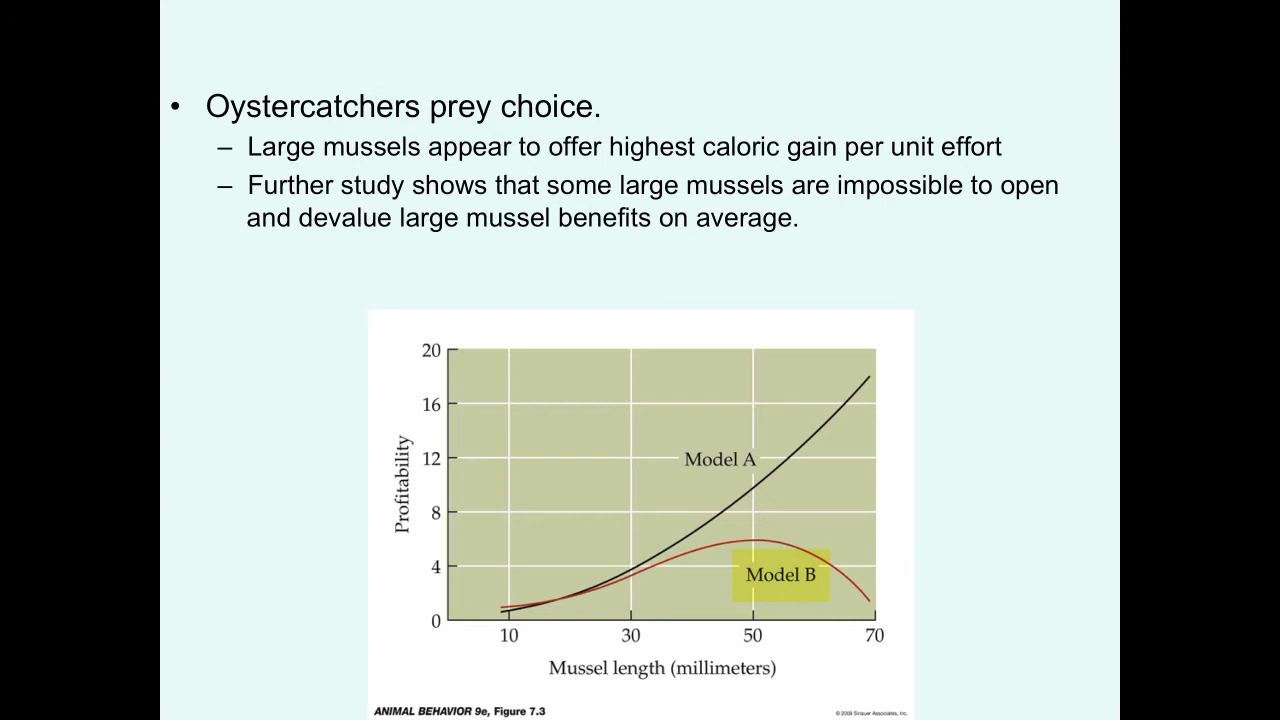 • Oystercatchers prey choice.
– Large mussels appear to offer highest caloric gain per unit effort
– Further study shows that some large mussels are impossible to open
and devalue large mussel benefits on average.
20
16
12
8
4
0
Profitability
Model A
Model B
10 30 50 70
Mussel length (millimeters)
ANIMAL BEHAVIOR 9e, Figure 7.3
© 2009 Sinauer Associates, Inc.